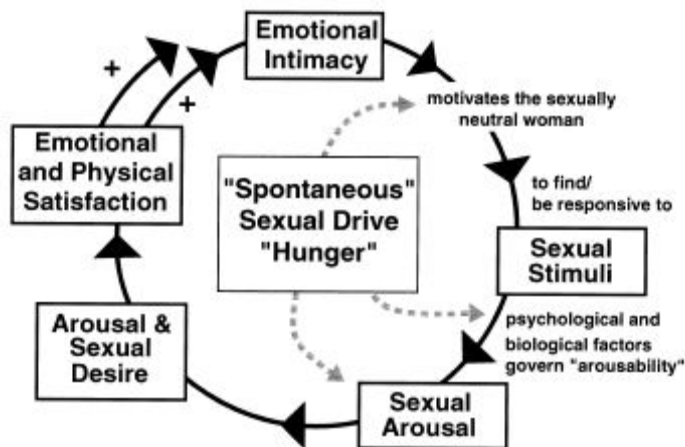 Emotional
Intimacy
+
+
motivates the sexually
neutral woman
Emotional
and Physical
Satisfaction
"Spontaneous"
Sexual Drive
"Hunger"
to find/
be responsive to
Sexual
Stimuli
Arousal &
Sexual
Desire
psychological and
biological factors
govern "arousability"
Sexual
Arousal